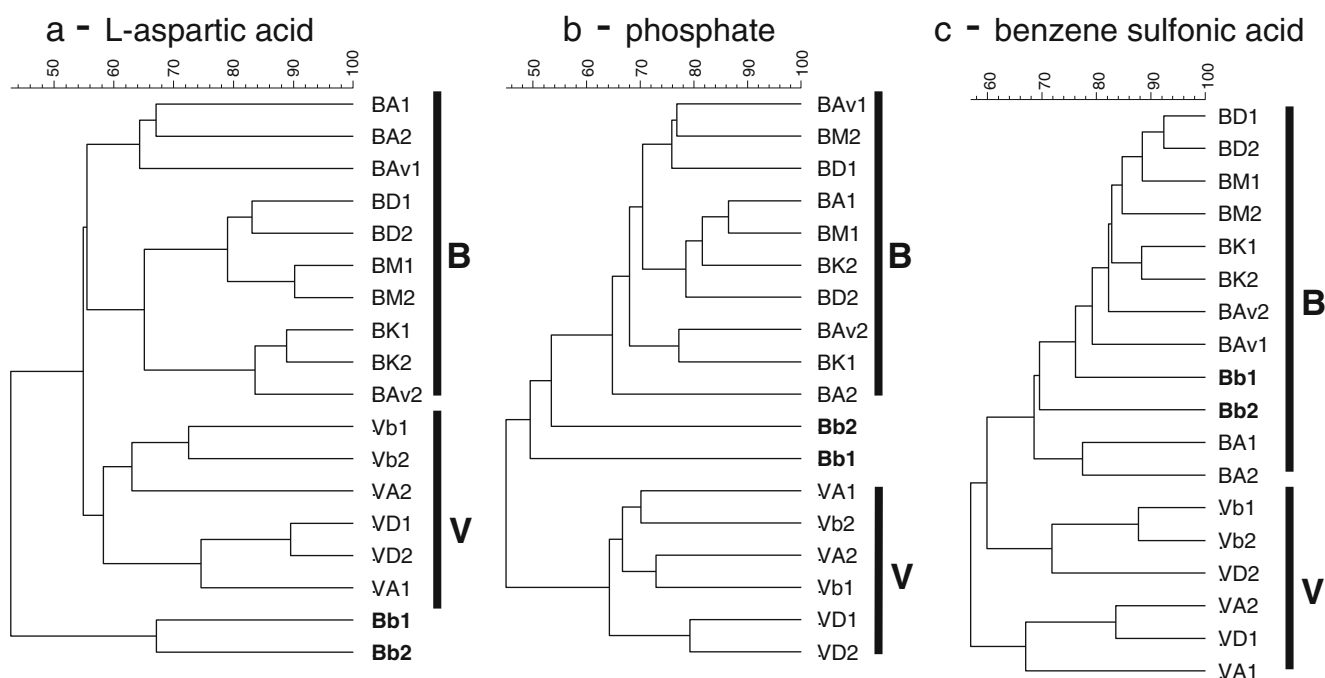 a - L-aspartic acid
50 60 70 80 90 100
BA1
BA2
BAv1
BD1
BD2
BM1
BM2
BK1
BK2
BAv2
Vb1
Vb2
VA2
VD1
VD2
VA1
Bb1
Bb2
B
V
b - phosphate
50 60 70 80 90 100
BAv1
BM2
BD1
BA1
BM1
BK2
BD2
BAv2
BK1
BA2
Bb2
Bb1
VA1
Vb2
VA2
Vb1
VD1
VD2
B
V
c - benzene sulfonic acid
60 70 80 90 100
BD1
BD2
BM1
BM2
BK1
BK2
BAv2
BAv1
Bb1
Bb2
BA1
BA2
Vb1
Vb2
VD2
VA2
VD1
VA1
B
V